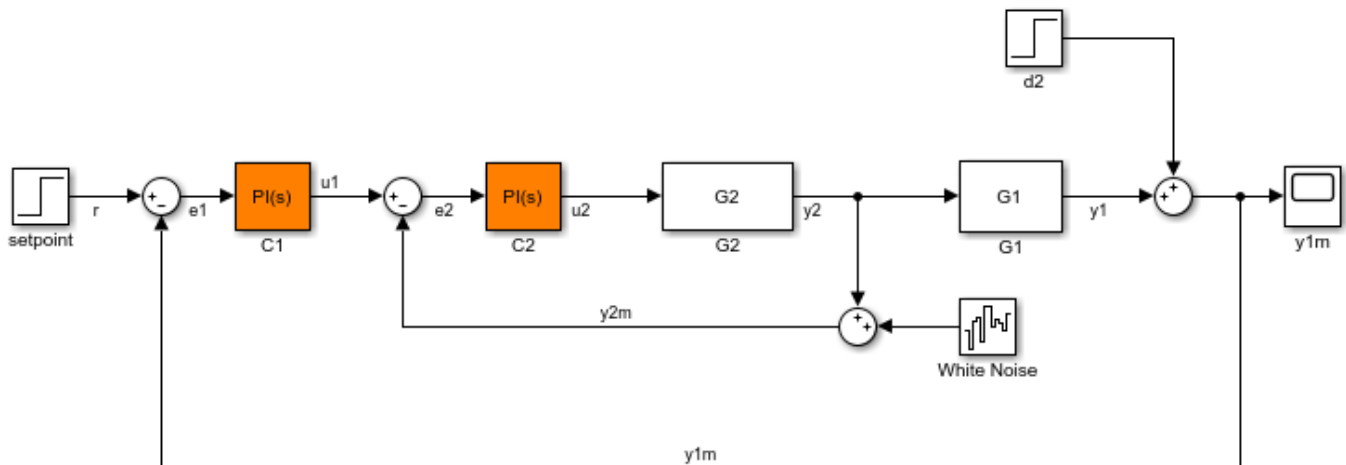 d2
PI(s)
u1
PI(s)
G2
G1
r
e1
e2
u2
y2
y1
setpoint
C1
C2
G2
G1
y1m
y2m
White Noise
y1m